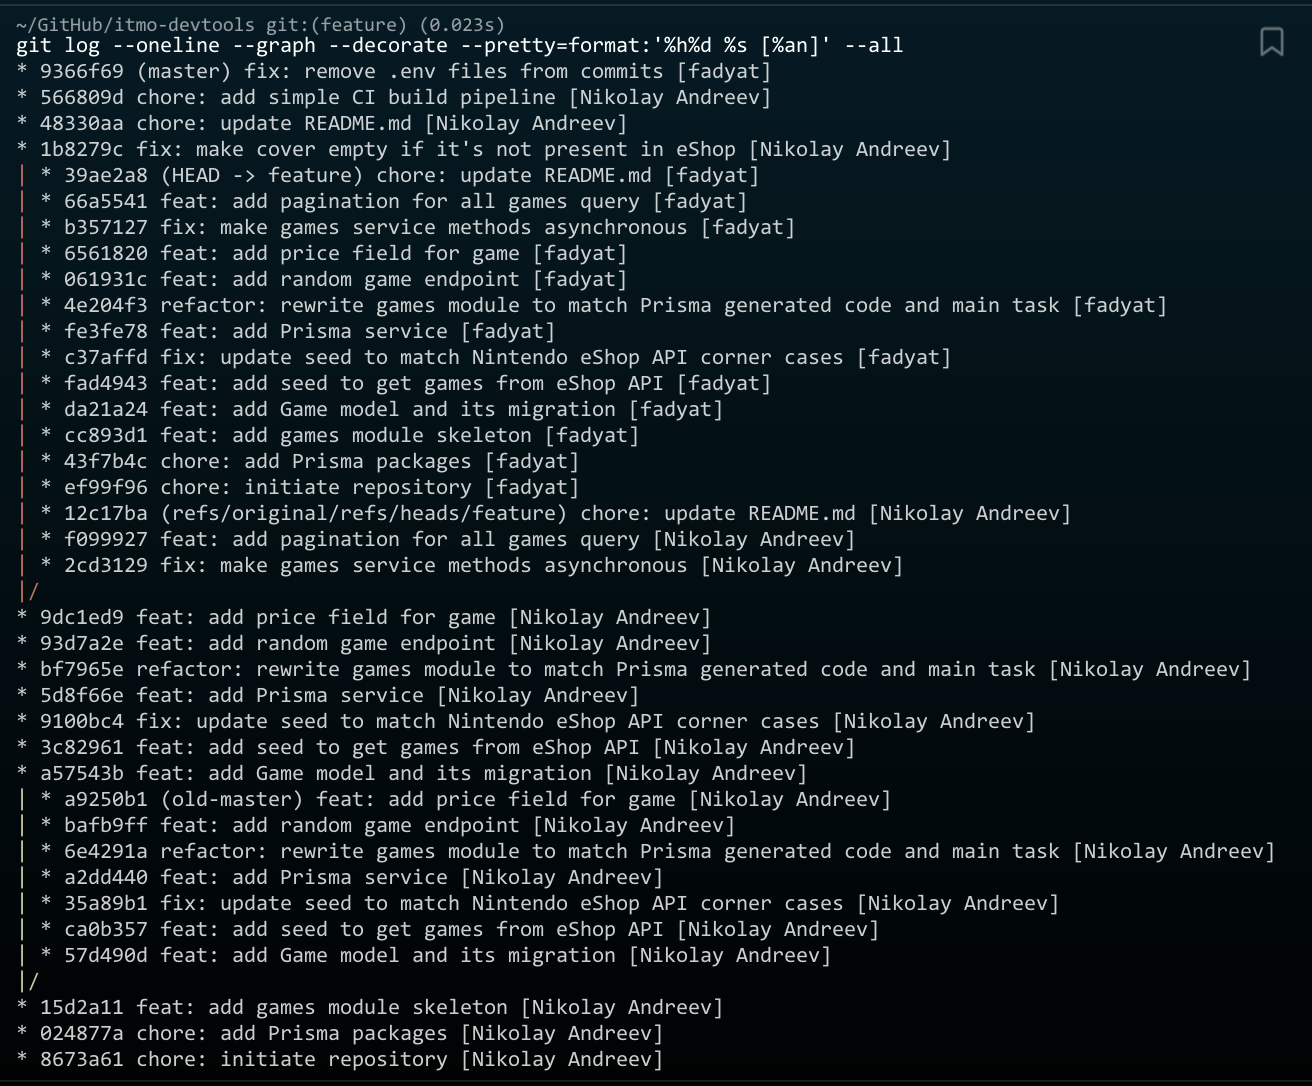 ~/GitHub/itmo-devtools git:(feature) (0.023s)
git log --oneline --graph --decorate --pretty=format:'%h%d %s [%an]' --all
* 9366f69 (master) fix: remove .env files from commits [fadyat]
* 566809d chore: add simple CI build pipeline [Nikolay Andreev]
* 48330aa chore: update README.md [Nikolay Andreev]
* 1b8279c fix: make cover empty if it's not present in eShop [Nikolay Andreev]
| * 39ae2a8 (HEAD -> feature) chore: update README.md [fadyat]
| * 66a5541 feat: add pagination for all games query [fadyat]
| * b357127 fix: make games service methods asynchronous [fadyat]
| * 6561820 feat: add price field for game [fadyat]
| * 061931c feat: add random game endpoint [fadyat]
| * 4e204f3 refactor: rewrite games module to match Prisma generated code and main task [fadyat]
| * fe3fe78 feat: add Prisma service [fadyat]
| * c37affd fix: update seed to match Nintendo eShop API corner cases [fadyat]
| * fad4943 feat: add seed to get games from eShop API [fadyat]
| * da21a24 feat: add Game model and its migration [fadyat]
| * cc893d1 feat: add games module skeleton [fadyat]
| * 43f7b4c chore: add Prisma packages [fadyat]
| * ef99f96 chore: initiate repository [fadyat]
| * 12c17ba (refs/original/refs/heads/feature) chore: update README.md [Nikolay Andreev]
| * f099927 feat: add pagination for all games query [Nikolay Andreev]
| * 2cd3129 fix: make games service methods asynchronous [Nikolay Andreev]
|/
* 9dc1ed9 feat: add price field for game [Nikolay Andreev]
* 93d7a2e feat: add random game endpoint [Nikolay Andreev]
* bf7965e refactor: rewrite games module to match Prisma generated code and main task [Nikolay Andreev]
* 5d8f66e feat: add Prisma service [Nikolay Andreev]
* 9100bc4 fix: update seed to match Nintendo eShop API corner cases [Nikolay Andreev]
* 3c82961 feat: add seed to get games from eShop API [Nikolay Andreev]
* a57543b feat: add Game model and its migration [Nikolay Andreev]
| * a9250b1 (old-master) feat: add price field for game [Nikolay Andreev]
| * bafb9ff feat: add random game endpoint [Nikolay Andreev]
| * 6e4291a refactor: rewrite games module to match Prisma generated code and main task [Nikolay Andreev]
| * a2dd440 feat: add Prisma service [Nikolay Andreev]
| * 35a89b1 fix: update seed to match Nintendo eShop API corner cases [Nikolay Andreev]
| * ca0b357 feat: add seed to get games from eShop API [Nikolay Andreev]
| * 57d490d feat: add Game model and its migration [Nikolay Andreev]
|/
* 15d2a11 feat: add games module skeleton [Nikolay Andreev]
* 024877a chore: add Prisma packages [Nikolay Andreev]
* 8673a61 chore: initiate repository [Nikolay Andreev]